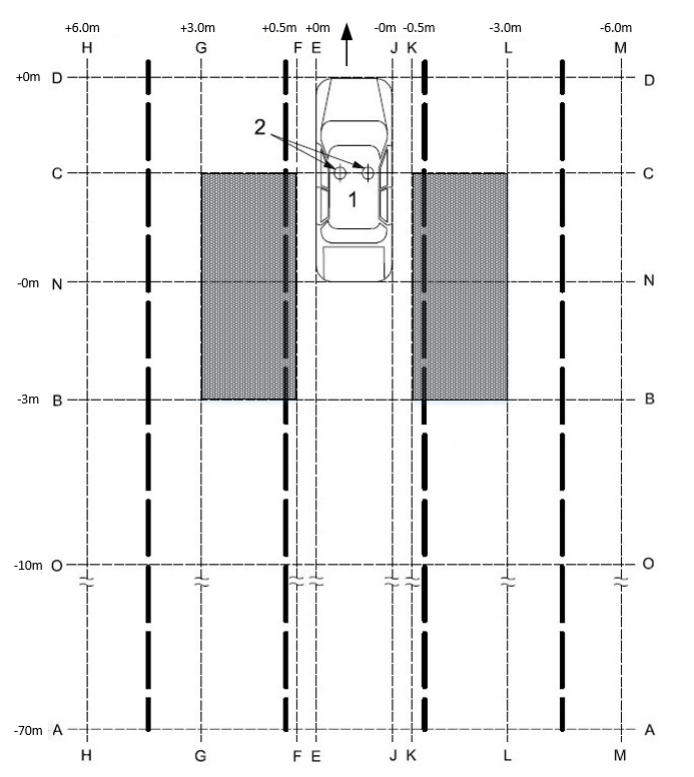 +6.0m +3.0m +0.5m +0m -0m -0.5m -3.0m -6.0m
H G F E J K L M
+0m D D
2
C C
1
-0m N N
-3m B B
-10m O O
-70m A A
H G F E J K L M